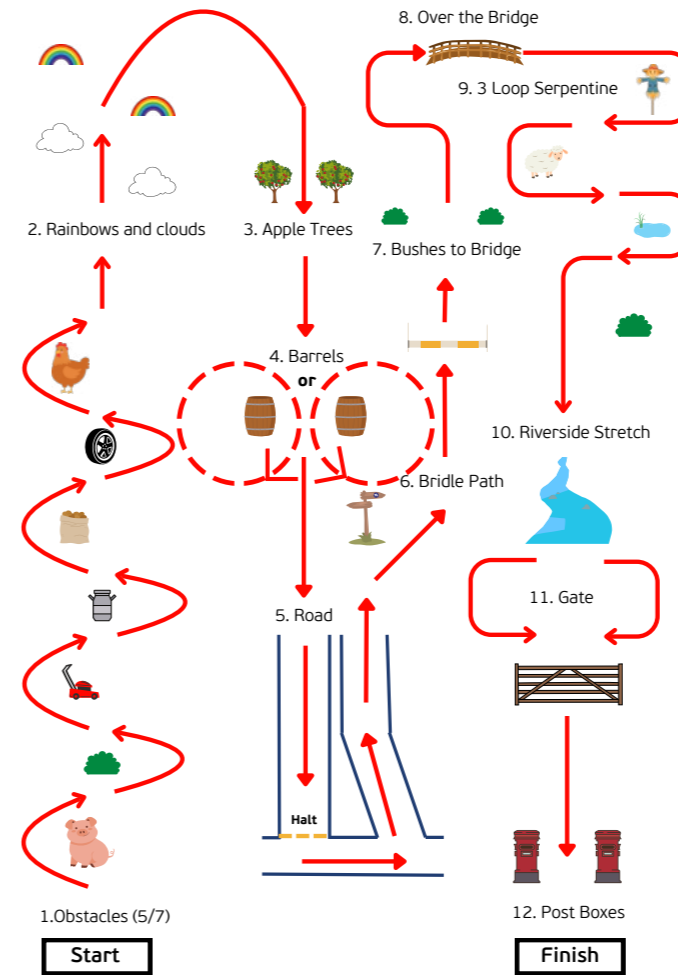 8. Over the Bridge
9. 3 Loop Serpentine
2. Rainbows and clouds
3. Apple Trees
7. Bushes to Bridge
4. Barrels
or
10. Riverside Stretch
6. Bridle Path
11. Gate
5. Road
Halt
1.Obstacles (5/7)
12. Post Boxes
Start
Finish